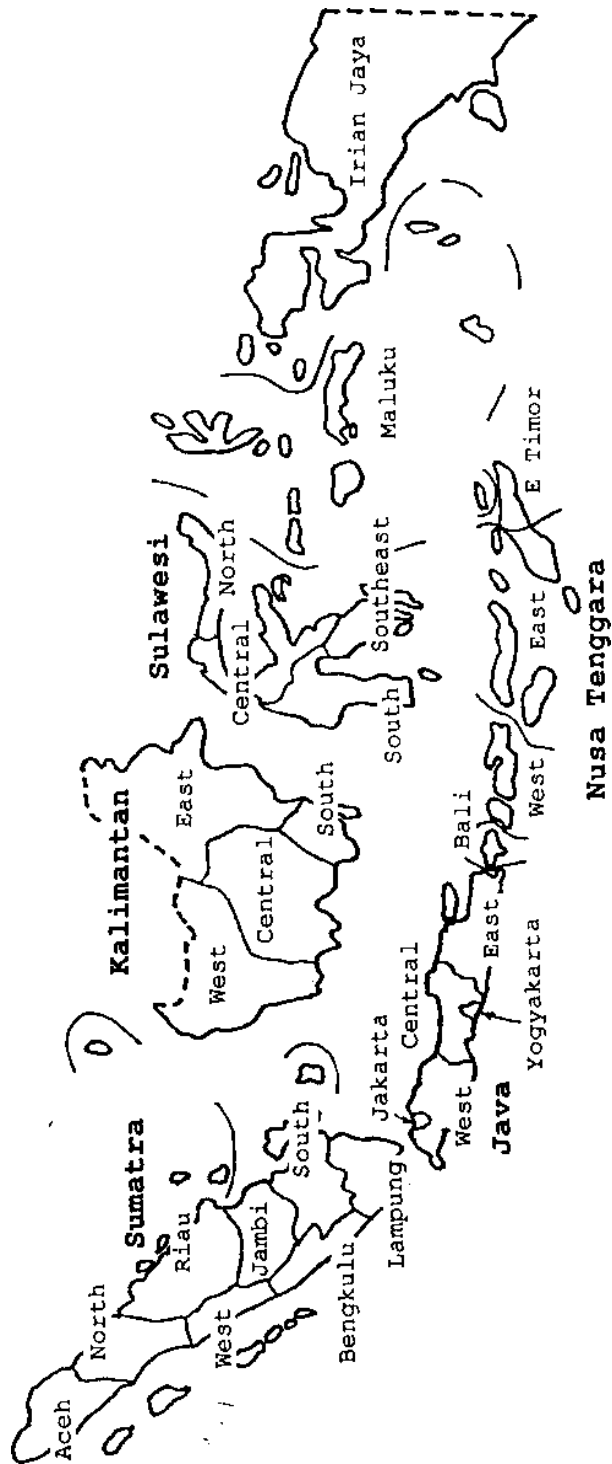 Sumatra
Aceh
North
Riau
West
Jambi
Bengkulu
South
Lampung
Kalimantan
West
Central
East
South
Sulawesi
North
Central
South
Southeast
Maluku
Irian Jaya
Jakarta
Central
West
East
Java
Yogyakarta
Bali
West
East
E Timor
Nusa Tenggara